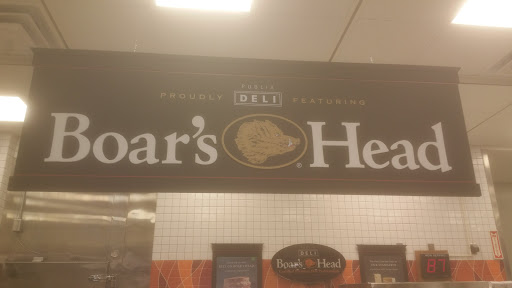 PUBLIX
PROUDLY DELI FEATURING
Boar's Head®
DELI
Boar's Head
87